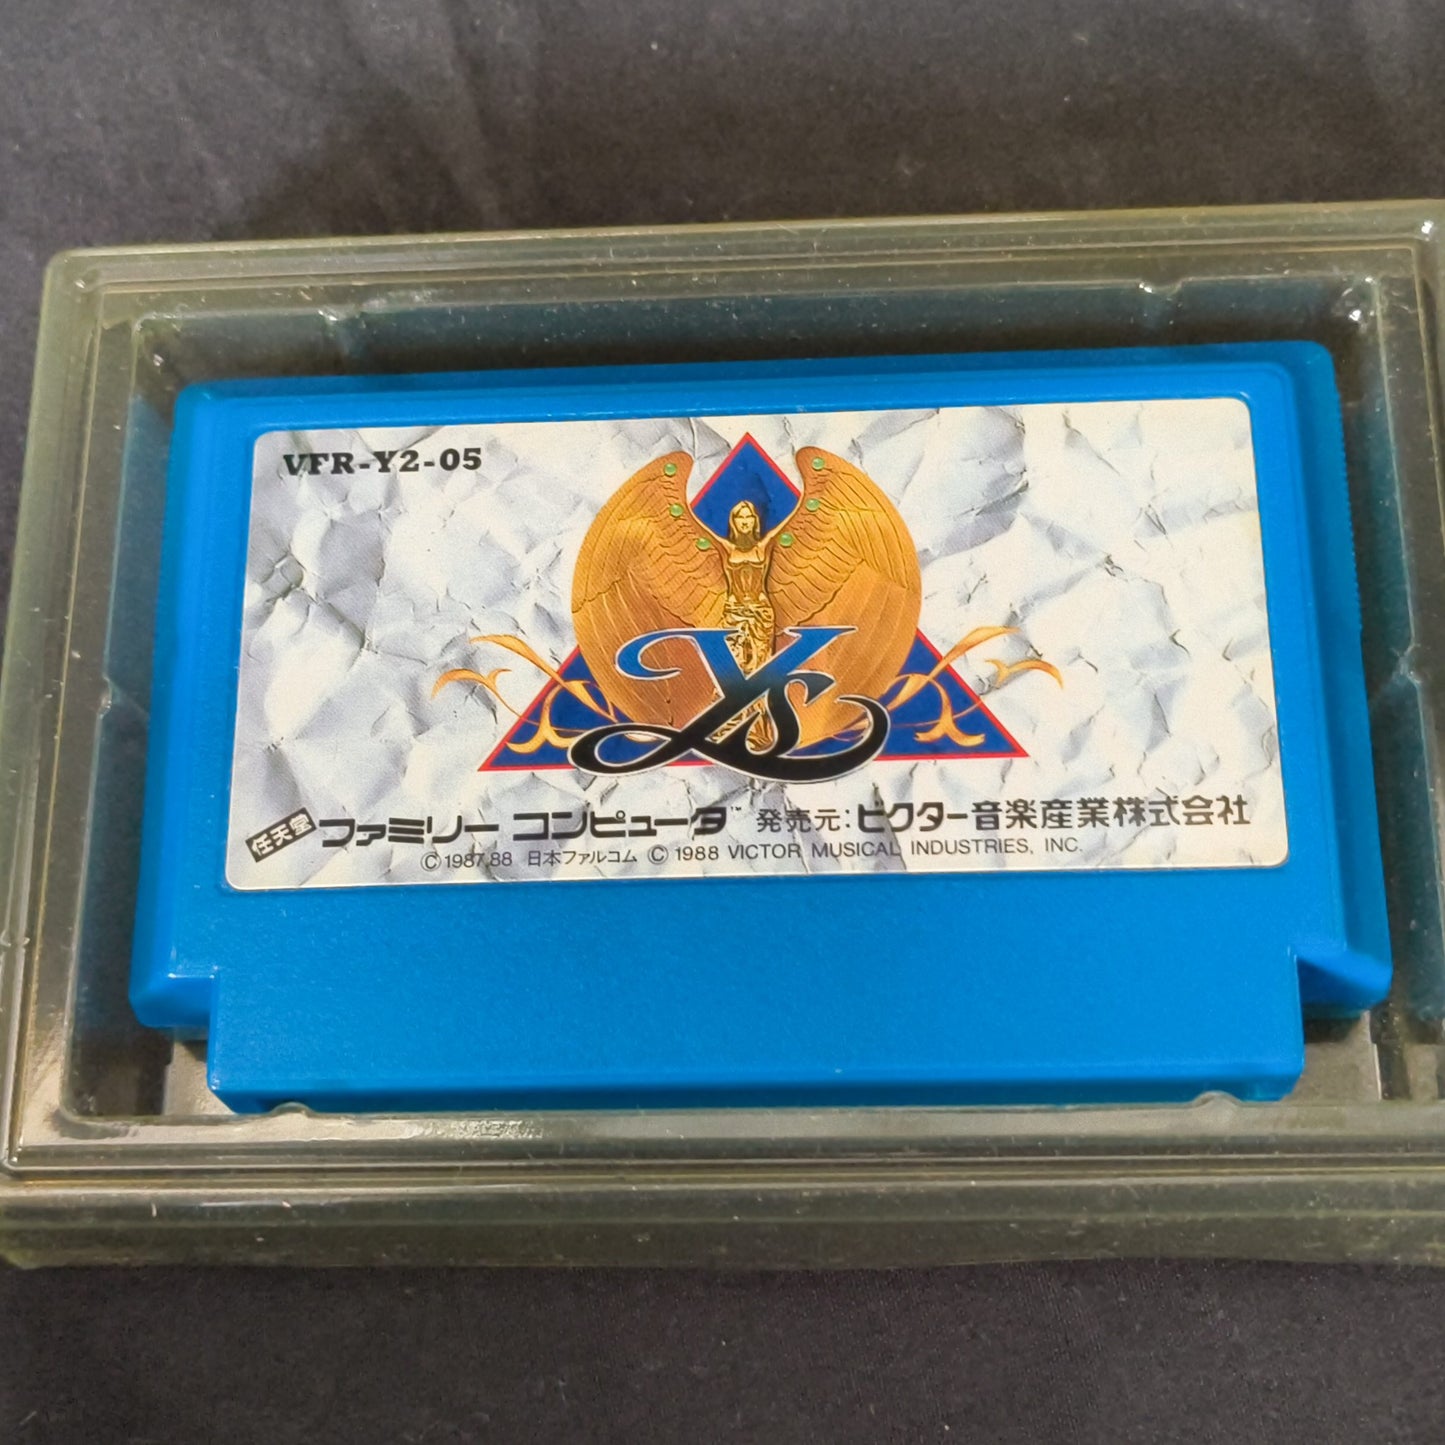 VFR-Y2-05
Ys
任天堂 ファミリー コンピュータ™ 発売元:ビクター音楽産業株式会社
© 1987,88 日本ファルコム © 1988 VICTOR MUSICAL INDUSTRIES, INC.